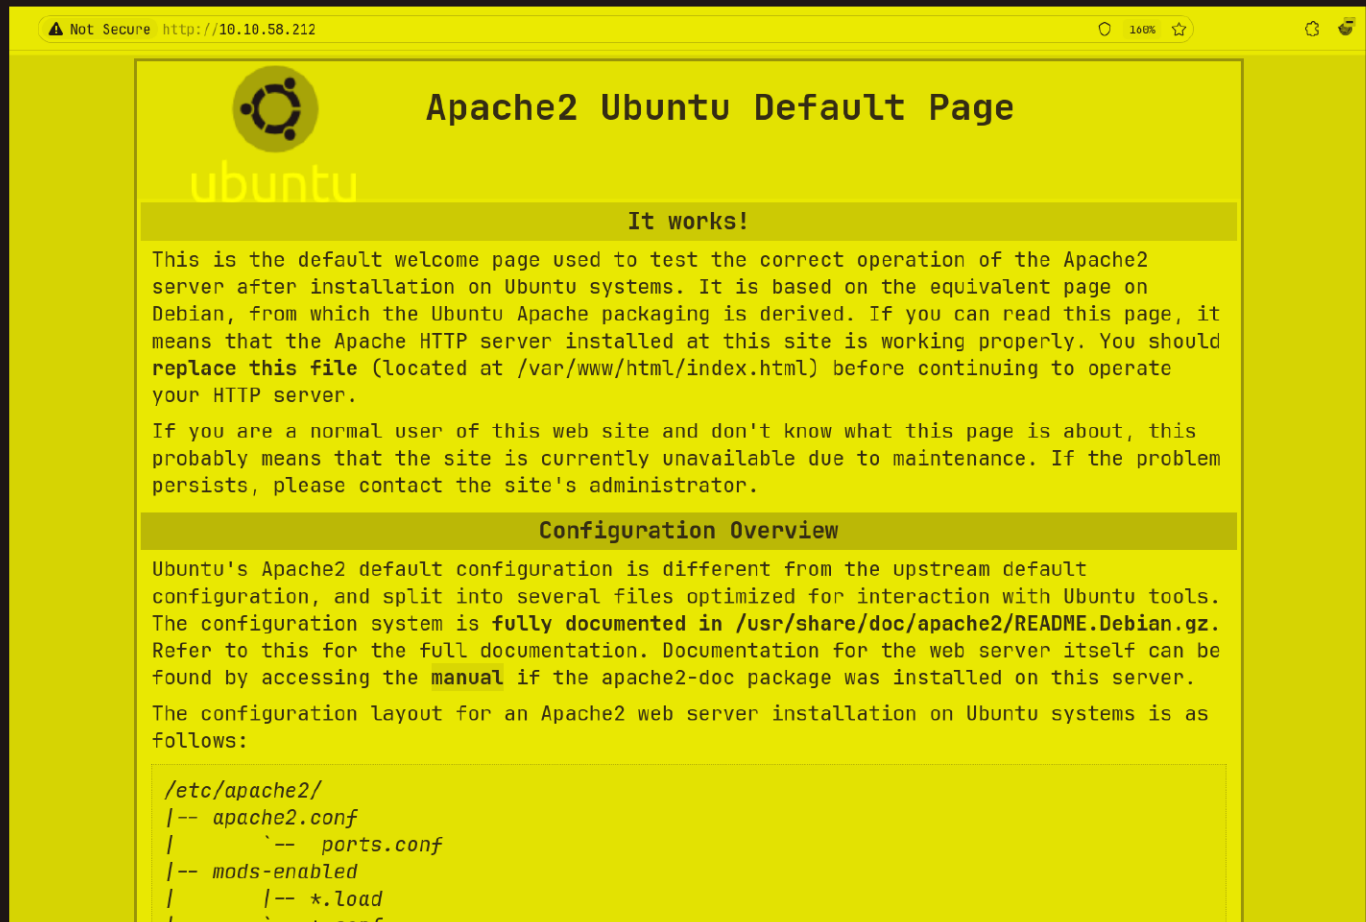 Not Secure http://10.10.58.212
160%
Apache2 Ubuntu Default Page
ubuntu
It works!
This is the default welcome page used to test the correct operation of the Apache2
server after installation on Ubuntu systems. It is based on the equivalent page on
Debian, from which the Ubuntu Apache packaging is derived. If you can read this page, it
means that the Apache HTTP server installed at this site is working properly. You should
replace this file (located at /var/www/html/index.html) before continuing to operate
your HTTP server.
If you are a normal user of this web site and don't know what this page is about, this
probably means that the site is currently unavailable due to maintenance. If the problem
persists, please contact the site's administrator.
Configuration Overview
Ubuntu's Apache2 default configuration is different from the upstream default
configuration, and split into several files optimized for interaction with Ubuntu tools.
The configuration system is fully documented in /usr/share/doc/apache2/README.Debian.gz.
Refer to this for the full documentation. Documentation for the web server itself can be
found by accessing the manual if the apache2-doc package was installed on this server.
The configuration layout for an Apache2 web server installation on Ubuntu systems is as
follows:
/etc/apache2/
|-- apache2.conf
|       `--  ports.conf
|-- mods-enabled
|       |-- *.load